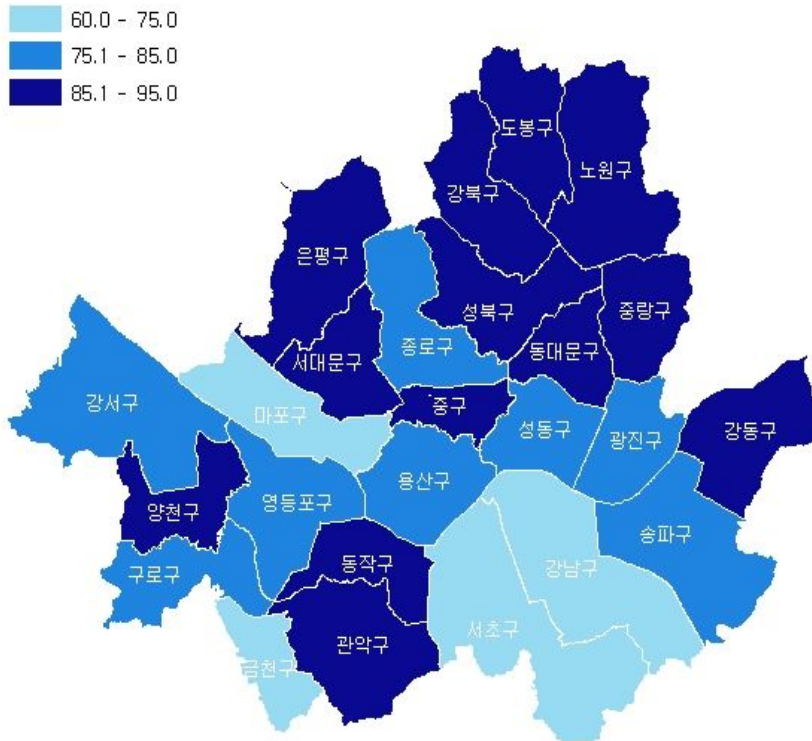 60.0 - 75.0
75.1 - 85.0
85.1 - 95.0
도봉구
노원구
강북구
은평구
성북구
중랑구
종로구
동대문구
서대문구
강서구
마포구
중구
성동구
광진구
강동구
양천구
영등포구
용산구
송파구
구로구
동작구
강남구
서초구
관악구
금천구